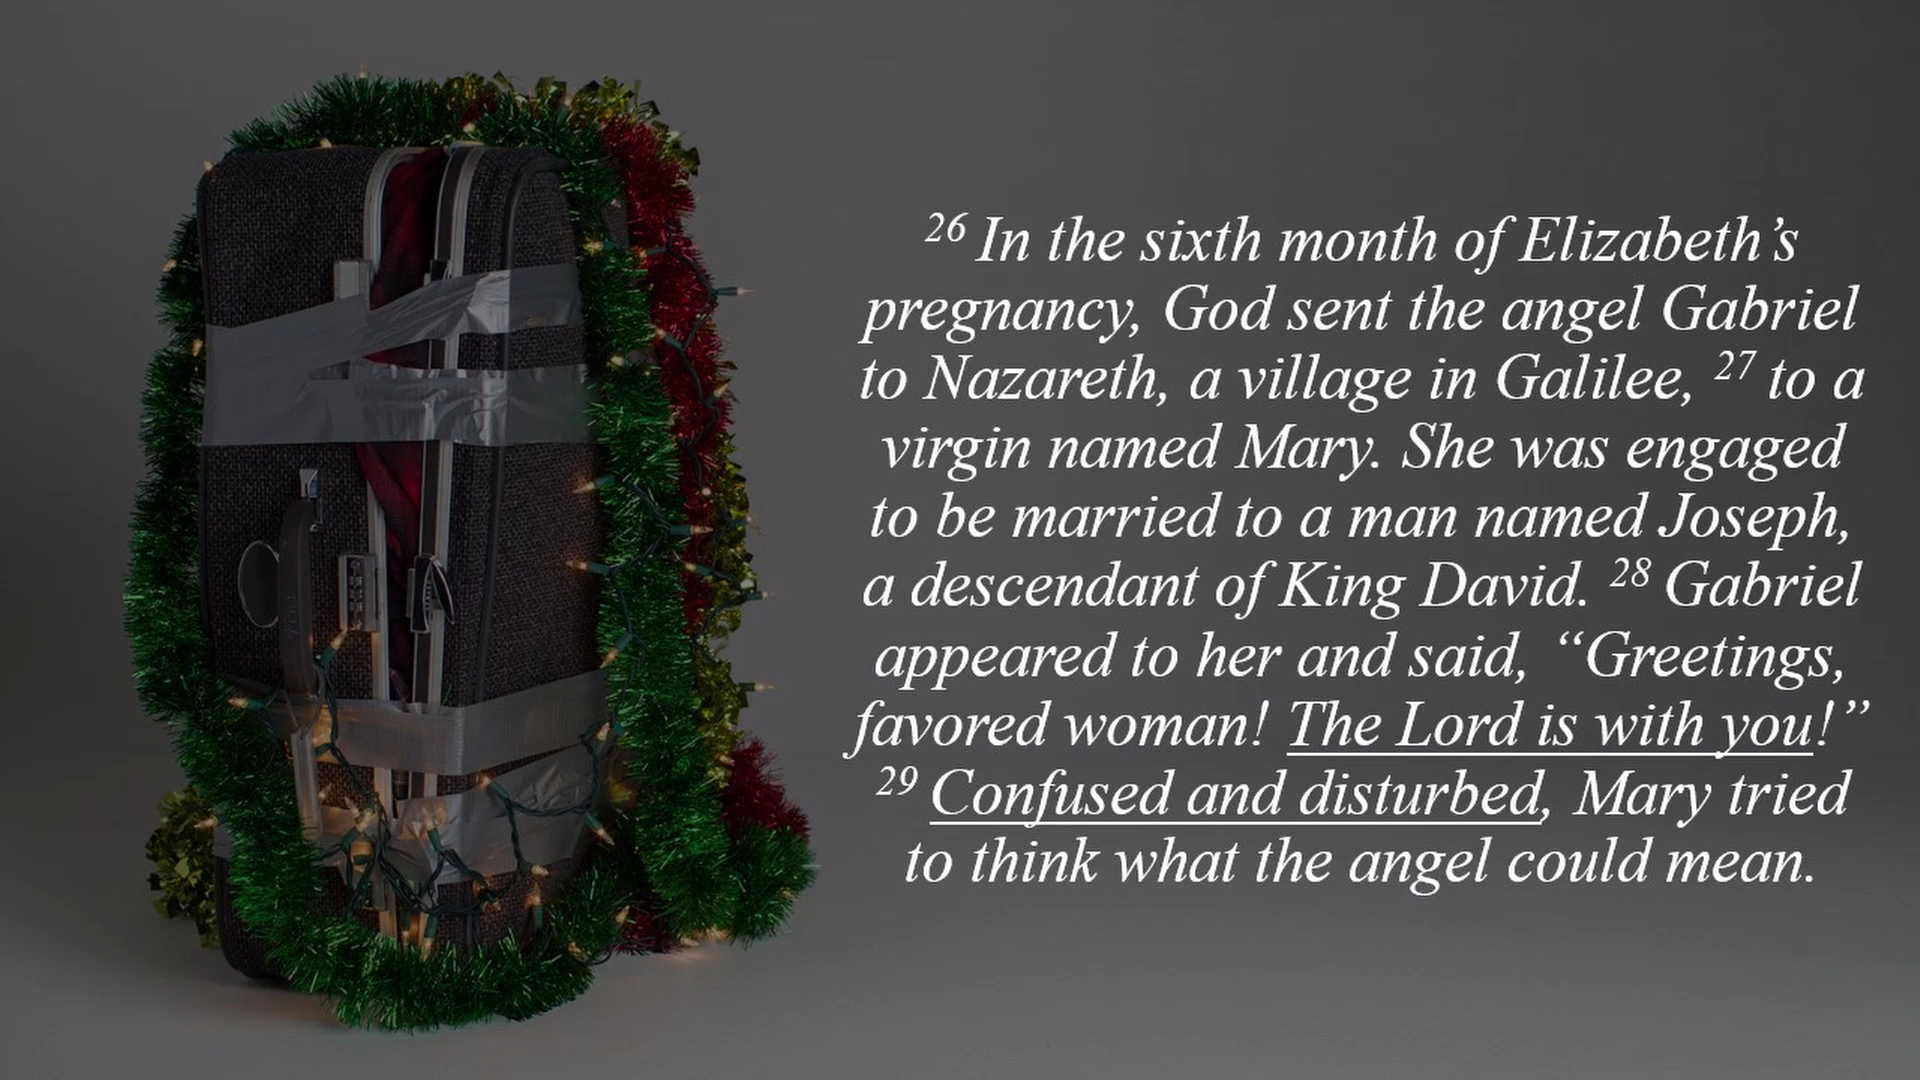 26 In the sixth month of Elizabeth’s
pregnancy, God sent the angel Gabriel
to Nazareth, a village in Galilee, 27 to a
virgin named Mary. She was engaged
to be married to a man named Joseph,
a descendant of King David. 28 Gabriel
appeared to her and said, “Greetings,
favored woman! The Lord is with you!”
29 Confused and disturbed, Mary tried
to think what the angel could mean.